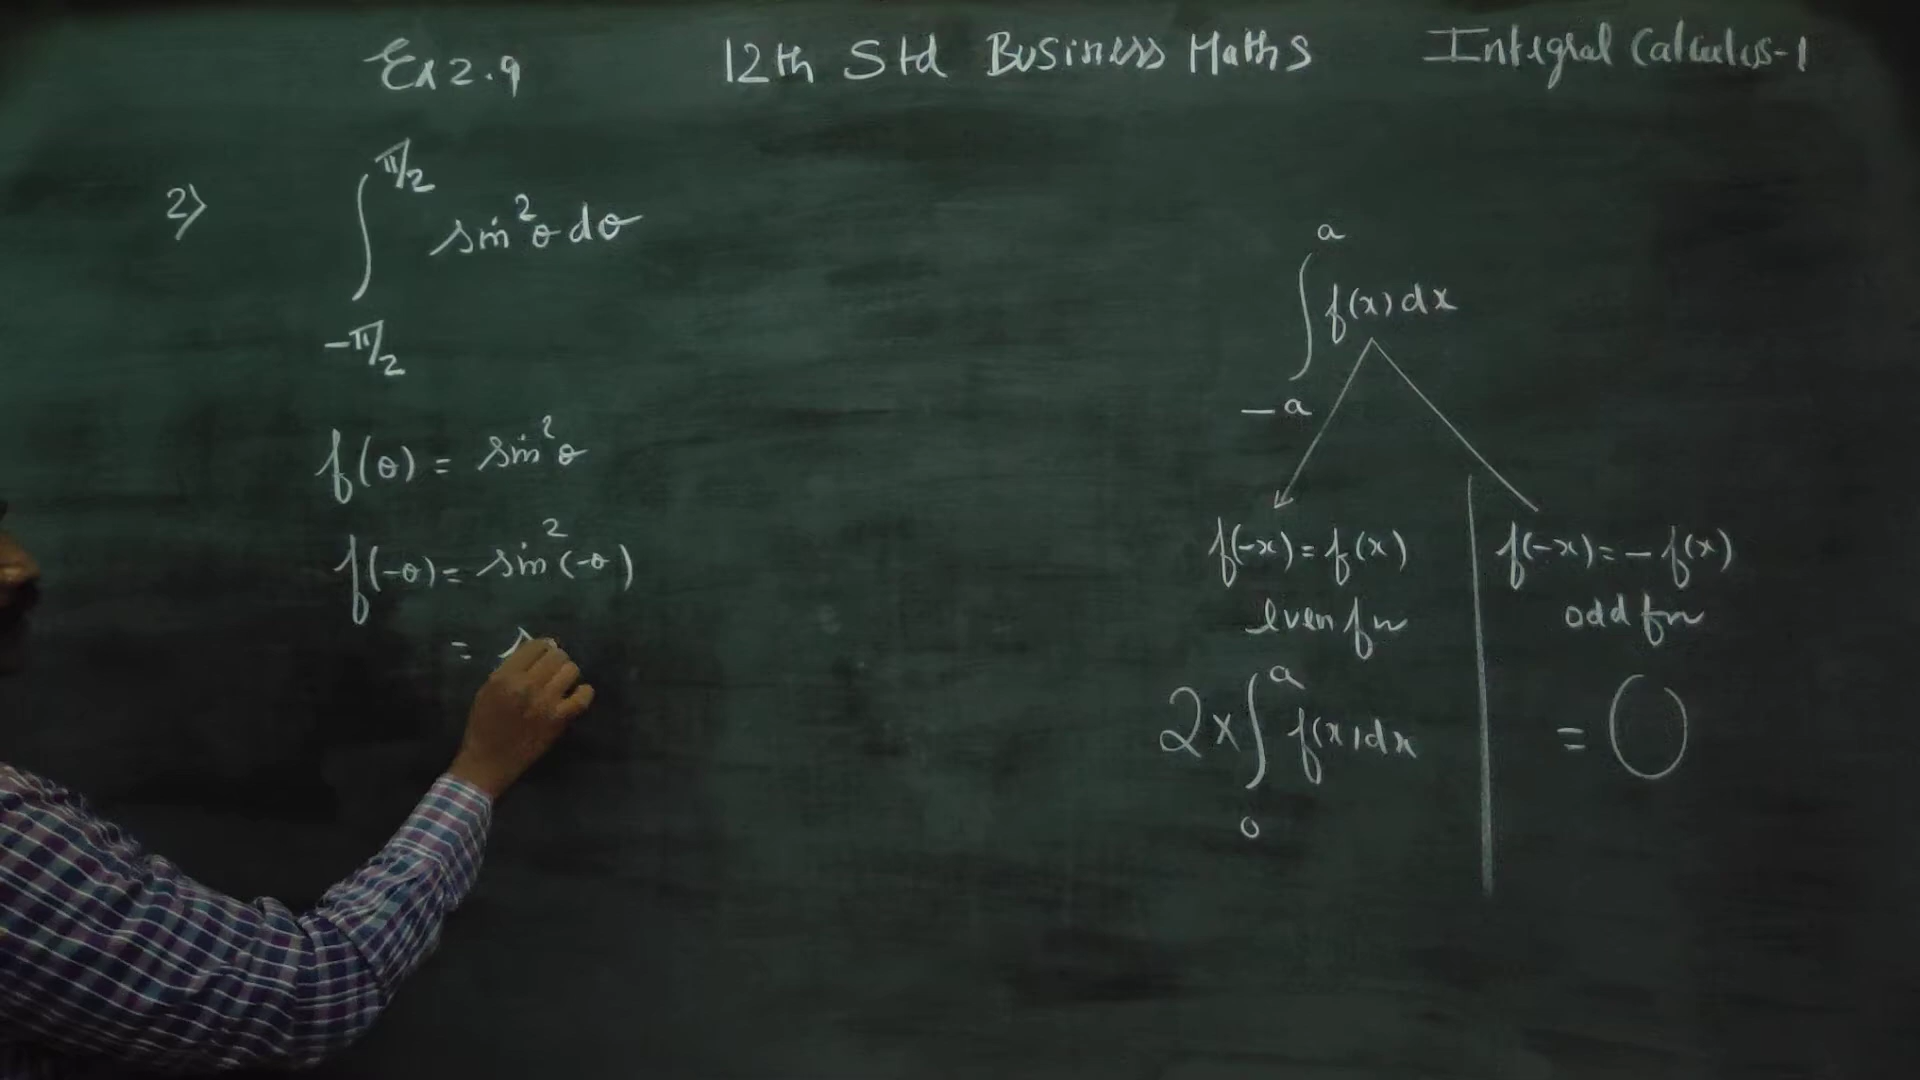 Ex 2.9 12th Std Business Maths Integral Calculus-1
2) ∫_{-π/2}^{π/2} sin²θ dθ
f(θ) = sin²θ
f(-θ) = sin²(-θ)
= s
∫_{-a}^{a} f(x) dx
f(-x) = f(x)
even fn
2 × ∫_{0}^{a} f(x) dx
f(-x) = - f(x)
odd fn
= 0